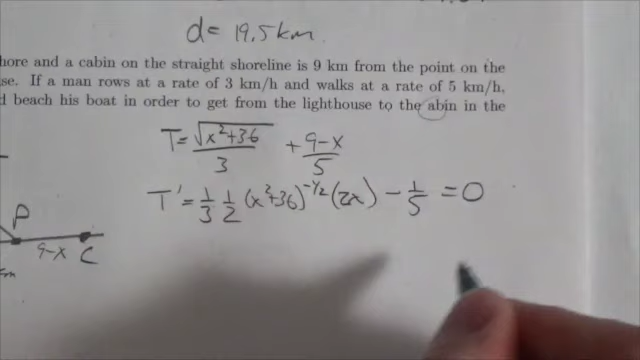 d= 19.5km
hore and a cabin on the straight shoreline is 9 km from the point on the
se. If a man rows at a rate of 3 km/h and walks at a rate of 5 km/h,
d beach his boat in order to get from the lighthouse to the abin in the
T= √(x²+36)/3 + (9-x)/5
T' = 1/3 1/2 (x²+36)^(-1/2) (2x) - 1/5 = 0
P
9-x C